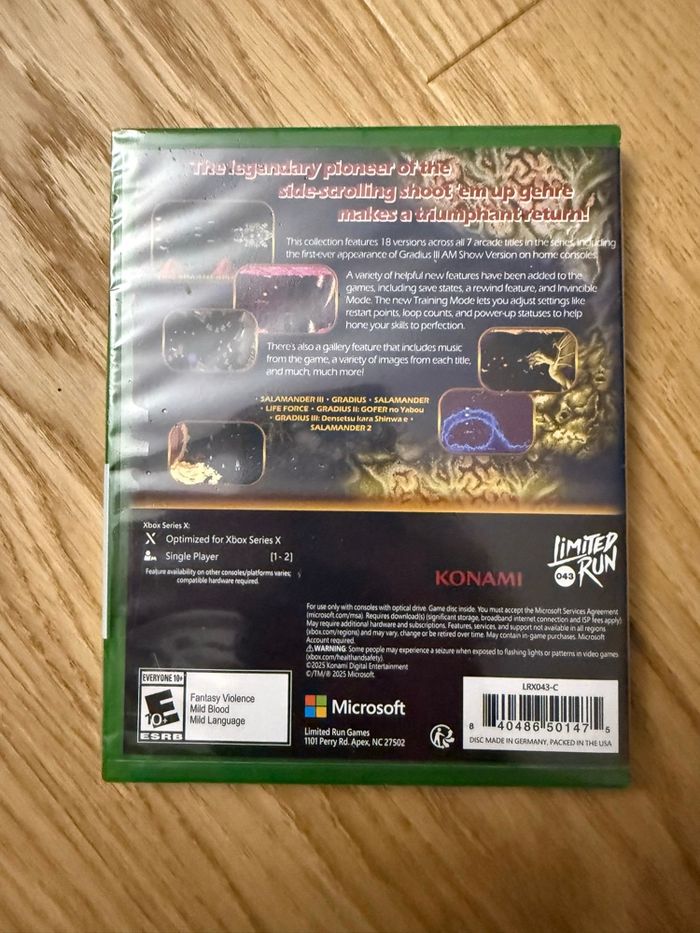 The legendary pioneer of the
side-scrolling shoot 'em up genre
makes a triumphant return!
This collection features 18 versions across all 7 arcade titles in the series, including
the first-ever appearance of Gradius III AM Show Version on home consoles.
A variety of helpful new features have been added to the
games, including save states, a rewind feature, and Invincible
Mode. The new Training Mode lets you adjust settings like
restart points, loop counts, and power-up statuses to help
hone your skills to perfection.
There's also a gallery feature that includes music
from the game, a variety of images from each title,
and much, much more!
SALAMANDER III • GRADIUS • SALAMANDER
• LIFE FORCE • GRADIUS II: GOFER no Yabou
• GRADIUS III: Densetsu kara Shinwa e •
SALAMANDER 2
Xbox Series X:
X Optimized for Xbox Series X
Single Player [1 - 2]
Feature availability on other consoles/platforms varies;
compatible hardware required.
LIMITED
RUN
043
KONAMI
For use only with consoles with optical drive. Game disc inside. You must accept the Microsoft Services Agreement
(microsoft.com/msa). Requires download(s) (significant storage, broadband internet connection and ISP fees apply).
May require additional hardware and subscriptions. Features, services, and support not available in all regions
(xbox.com/regions) and may vary, change or be retired over time. May contain in-game purchases. Microsoft
Account required.
⚠WARNING: Some people may experience a seizure when exposed to flashing lights or patterns in video games
(xbox.com/healthandsafety).
©2025 Konami Digital Entertainment
©/TM/® 2025 Microsoft.
EVERYONE 10+
E
10+
ESRB
Fantasy Violence
Mild Blood
Mild Language
Microsoft
Limited Run Games
1101 Perry Rd. Apex, NC 27502
LRX043-C
8 40486 50147 5
DISC MADE IN GERMANY, PACKED IN THE USA